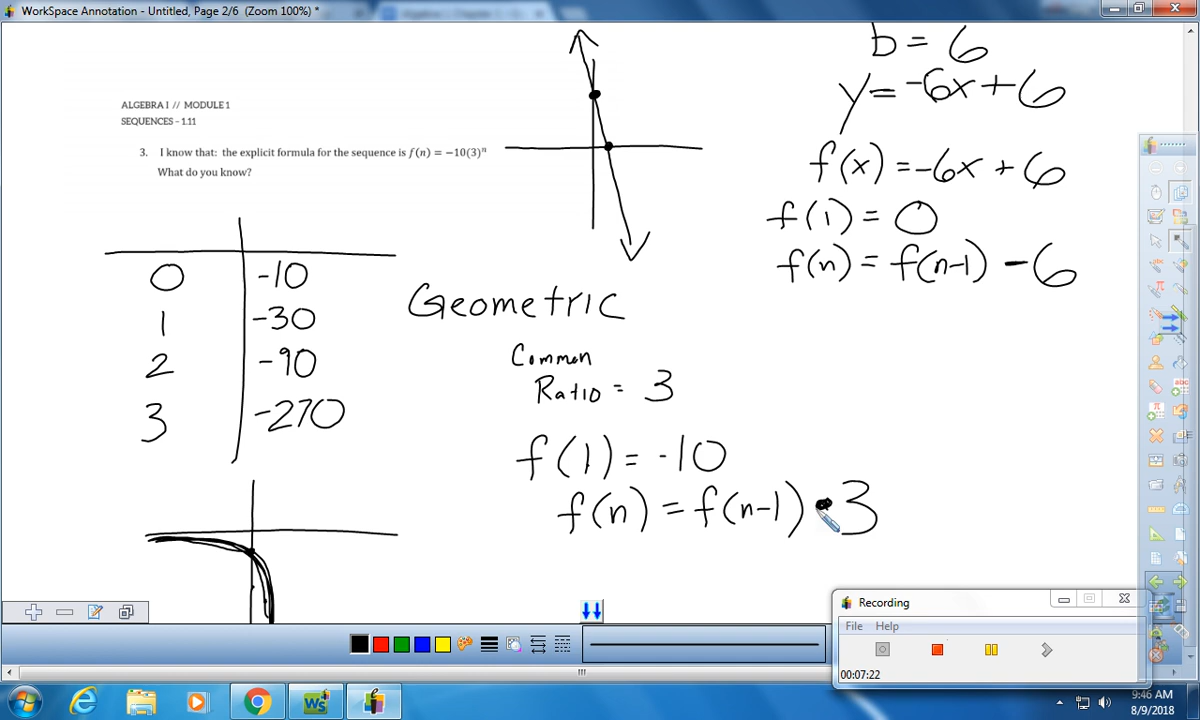 WorkSpace Annotation - Untitled, Page 2/6 (Zoom 100%) *
b = 6
y = -6x + 6
ALGEBRA I // MODULE 1
SEQUENCES – 1.11
3. I know that: the explicit formula for the sequence is f(n) = −10(3)ⁿ
What do you know?
f(x) = -6x + 6
f(1) = 0
f(n) = f(n-1) - 6
0 -10
1 -30
2 -90
3 -270
Geometric
Common
Ratio = 3
f(1) = -10
f(n) = f(n-1) • 3
Recording
File Help
00:07:22
9:46 AM
8/9/2018